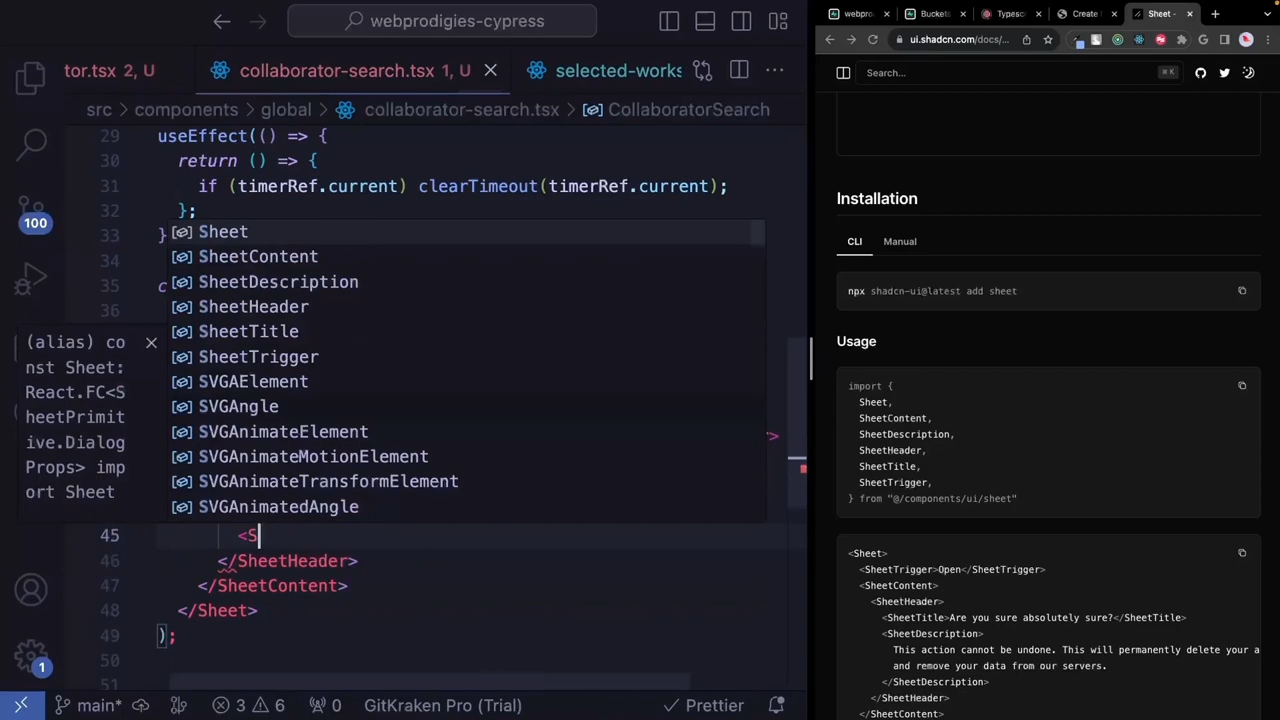 webprodigies-cypress
tor.tsx 2, U
collaborator-search.tsx 1, U
selected-works
src > components > global > collaborator-search.tsx > CollaboratorSearch
29 useEffect(() => {
30 return () => {
31 if (timerRef.current) clearTimeout(timerRef.current);
32 };
33 }
34
35 c
36
Sheet
SheetContent
SheetDescription
SheetHeader
SheetTitle
SheetTrigger
SVGAElement
SVGAngle
SVGAnimateElement
SVGAnimateMotionElement
SVGAnimateTransformElement
SVGAnimatedAngle
(alias) co
nst Sheet:
React.FC<S
heetPrimit
ive.Dialog
Props> imp
ort Sheet
>
45 <S
46 </SheetHeader>
47 </SheetContent>
48 </Sheet>
49 );
50
51
100
1
main*
3
6
0
GitKraken Pro (Trial)
Prettier
webpro
Buckets
Typesc
Create
Sheet -
ui.shadcn.com/docs/...
Search...
⌘K
Installation
CLI
Manual
npx shadcn-ui@latest add sheet
Usage
import {
Sheet,
SheetContent,
SheetDescription,
SheetHeader,
SheetTitle,
SheetTrigger,
} from "@/components/ui/sheet"
<Sheet>
<SheetTrigger>Open</SheetTrigger>
<SheetContent>
<SheetHeader>
<SheetTitle>Are you sure absolutely sure?</SheetTitle>
<SheetDescription>
This action cannot be undone. This will permanently delete your a
and remove your data from our servers.
</SheetDescription>
</SheetHeader>
</SheetContent>